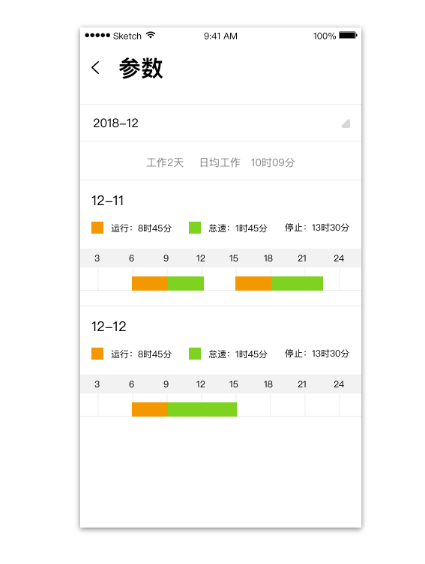 Sketch 9:41 AM 100%
参数
2018-12
工作2天 日均工作 10时09分
12-11
运行：8时45分 怠速：1时45分 停止：13时30分
3 6 9 12 15 18 21 24
12-12
运行：8时45分 怠速：1时45分 停止：13时30分
3 6 9 12 15 18 21 24